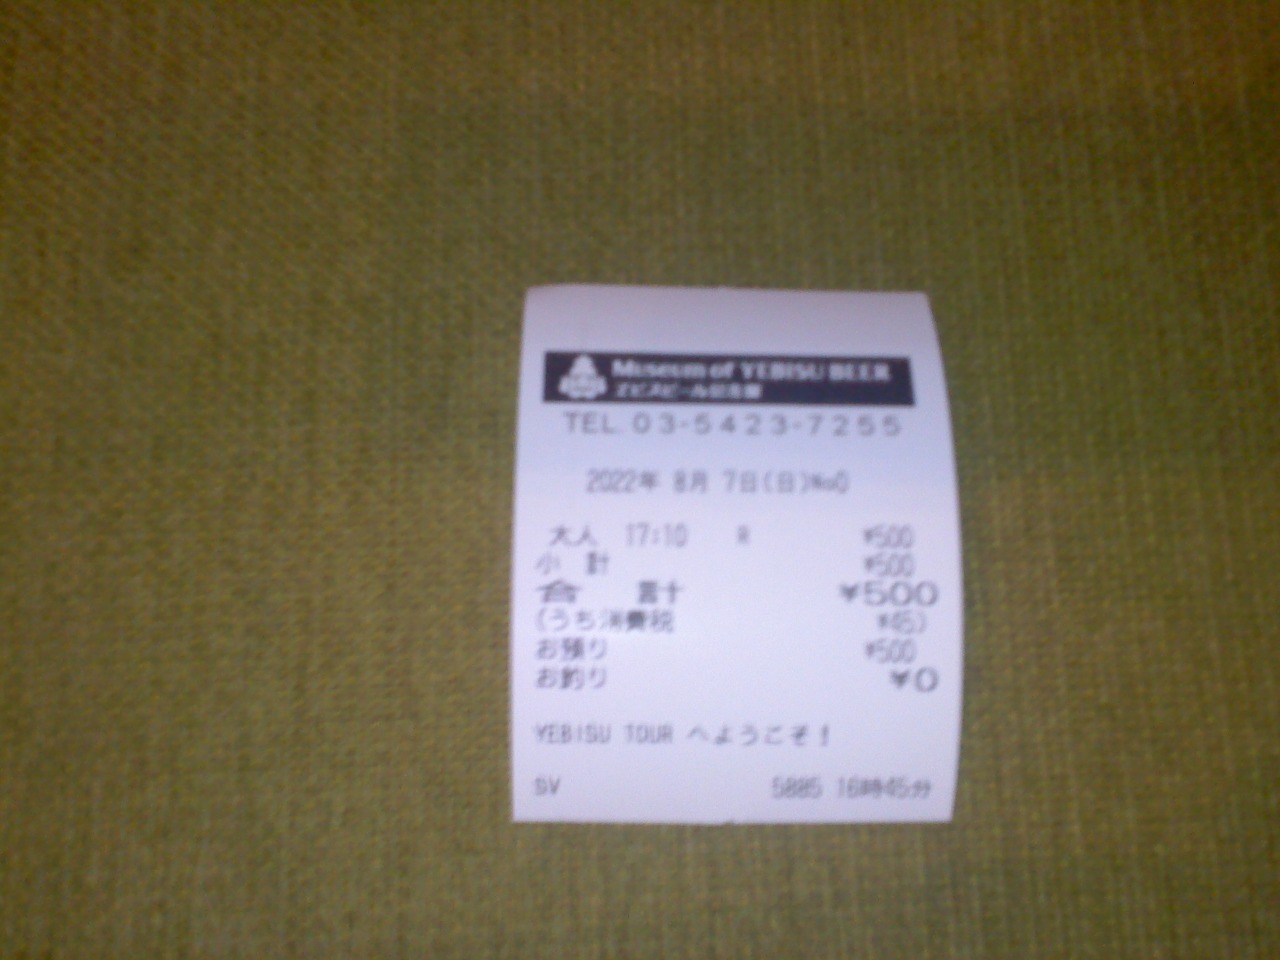 Museum of YEBISU BEER
ヱビスビール記念館
TEL. 03-5423-7255
2022年 8月 7日(日)No0
大人 17:10 R ¥500
小 計 ¥500
合 計 ¥500
(うち消費税 ¥45)
お預り ¥500
お釣り ¥0
YEBISU TOUR へようこそ!
SV
5885 16時45分